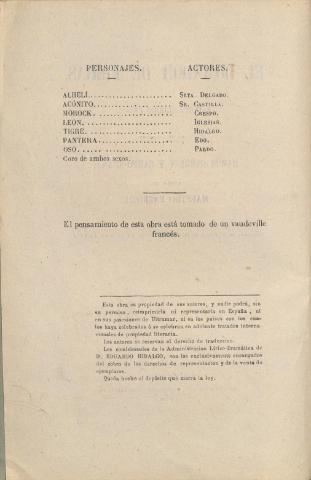 PERSONAJES. ACTORES.
ALHELÍ........................ Srta. Delgado.
ACÓNITO................. ..... Sr. Castilla.
MOROCK........................ Crespo.
LEON.......................... Iglesias.
TIGRE......................... Hidalgo.
PANTERA....................... Edo.
OSO........................... Pardo.
Coro de ambos sexos.
El pensamiento de esta obra está tomado de un vaudeville
francés.
Esta obra es propiedad de sus autores, y nadie podrá, sin
su permiso, reimprimirla ni representarla en España, ni
en sus posesiones de Ultramar, ni en los países con los cua-
les haya celebrados ó se celebren en adelante tratados interna-
cionales de propiedad literaria.
Los autores se reservan el derecho de traduccion.
Los comisionados de la Administracion Lírico-Dramática de
D. EDUARDO HIDALGO, son los exclusivamente encargados
del cobro de los derechos de representacion y de la venta de
ejemplares.
Queda hecho el depósito que marca la ley.